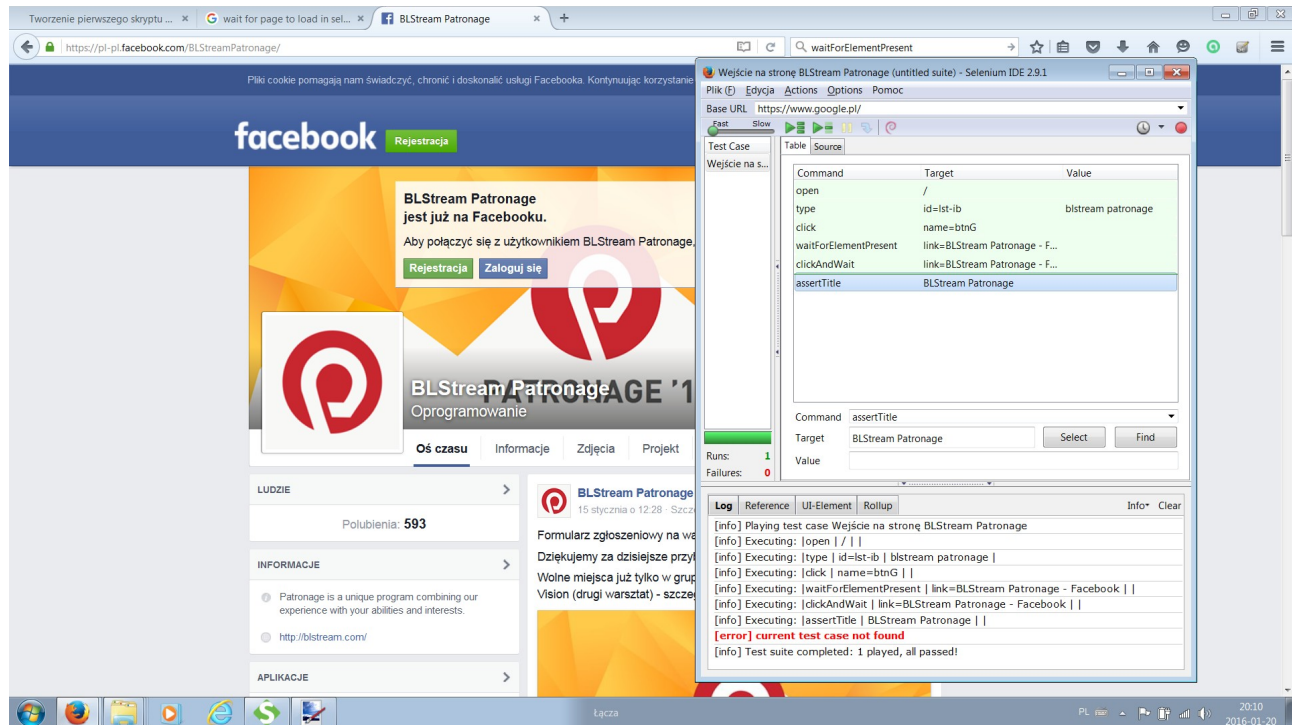 Tworzenie pierwszego skryptu ...
wait for page to load in sel...
BLStream Patronage
https://pl-pl.facebook.com/BLStreamPatronage/
waitForElementPresent
Pliki cookie pomagają nam świadczyć, chronić i doskonalić usługi Facebooka. Kontynuując korzystanie
facebook
Rejestracja
BLStream Patronage
jest już na Facebooku.
Aby połączyć się z użytkownikiem BLStream Patronage,
Rejestracja Zaloguj się
PATRONAGE '1
BLStream Patronage
Oprogramowanie
Oś czasu Informacje Zdjęcia Projekt
LUDZIE
Polubienia: 593
INFORMACJE
Patronage is a unique program combining our
experience with your abilities and interests.
http://blstream.com/
APLIKACJE
BLStream Patronage
15 stycznia o 12:28 · Szcze
Formularz zgłoszeniowy na wa
Dziękujemy za dzisiejsze przyb
Wolne miejsca już tylko w grup
Vision (drugi warsztat) - szczeg
Wejście na stronę BLStream Patronage (untitled suite) - Selenium IDE 2.9.1
Plik (F) Edycja Actions Options Pomoc
Base URL https://www.google.pl/
Fast Slow
Test Case
Wejście na s...
Table Source
Command Target Value
open /
type id=lst-ib blstream patronage
click name=btnG
waitForElementPresent link=BLStream Patronage - F...
clickAndWait link=BLStream Patronage - F...
assertTitle BLStream Patronage
Command assertTitle
Target BLStream Patronage Select Find
Value
Runs: 1
Failures: 0
Log Reference UI-Element Rollup Info Clear
[info] Playing test case Wejście na stronę BLStream Patronage
[info] Executing: |open | / | |
[info] Executing: |type | id=lst-ib | blstream patronage |
[info] Executing: |click | name=btnG | |
[info] Executing: |waitForElementPresent | link=BLStream Patronage - Facebook | |
[info] Executing: |clickAndWait | link=BLStream Patronage - Facebook | |
[info] Executing: |assertTitle | BLStream Patronage | |
[error] current test case not found
[info] Test suite completed: 1 played, all passed!
Łącza
PL
20:10
2016-01-20